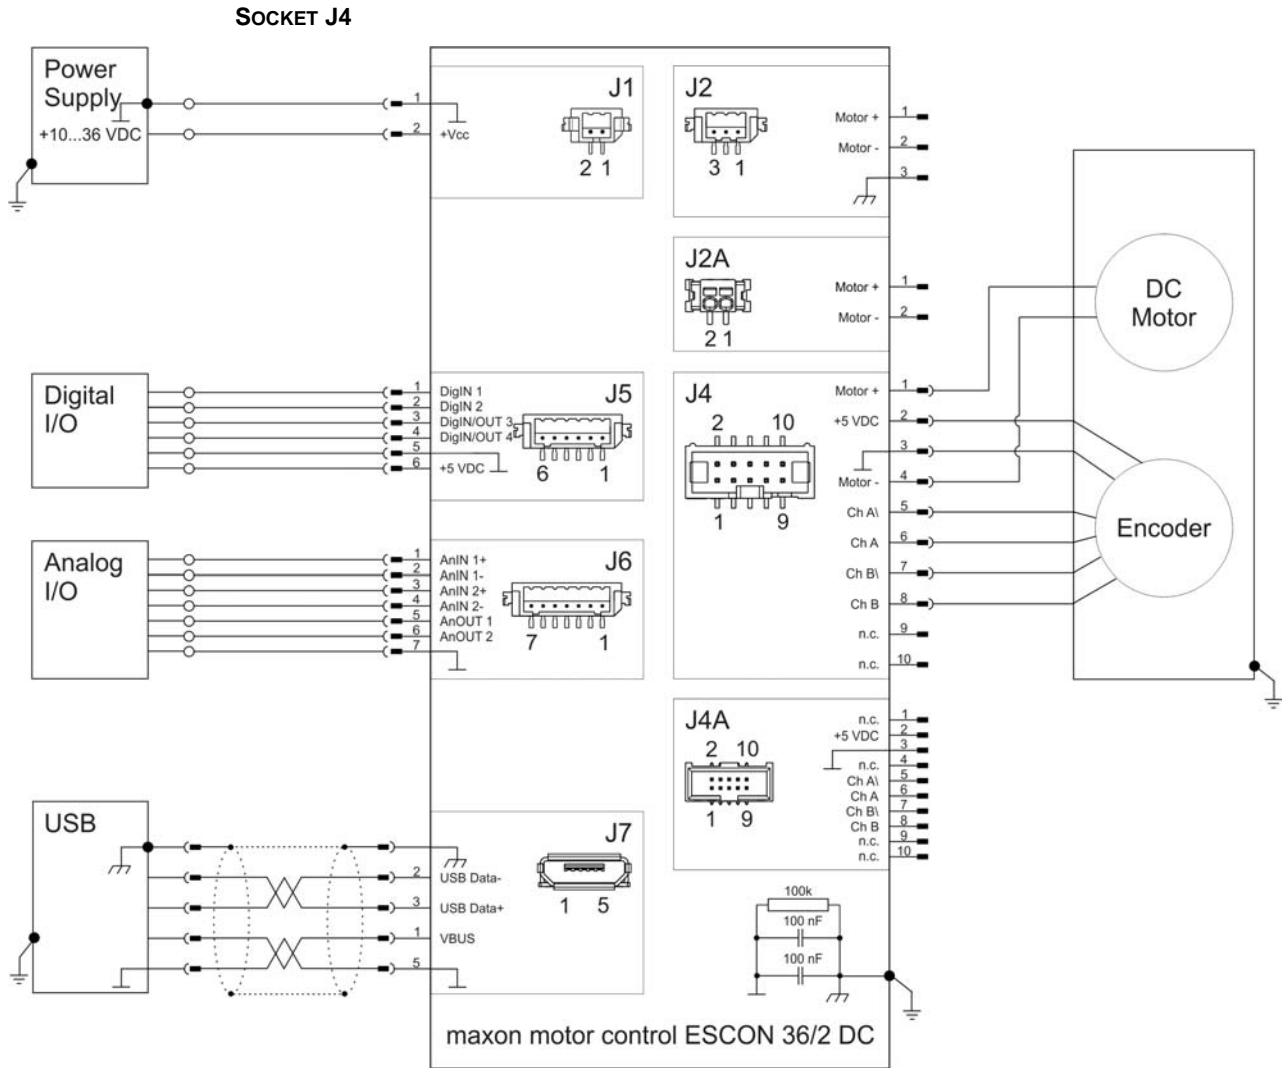 SOCKET J4
Power
Supply
+10...36 VDC
1
2
+Vcc
J1
2 1
J2
3 1
Motor +
1
Motor -
2
3
J2A
2 1
Motor +
1
Motor -
2
DC
Motor
Digital
I/O
1
DigIN 1
2
DigIN 2
3
DigIN/OUT 3
4
DigIN/OUT 4
5
6
+5 VDC
J5
6 1
J4
2 10
1 9
Motor +
1
+5 VDC
2
3
Motor -
4
Ch A\
5
Ch A
6
Ch B\
7
Ch B
8
n.c.
9
n.c.
10
Encoder
Analog
I/O
1
AnIN 1+
2
AnIN 1-
3
AnIN 2+
4
AnIN 2-
5
AnOUT 1
6
AnOUT 2
7
J6
7 1
J4A
2 10
1 9
n.c.
1
+5 VDC
2
3
n.c.
4
Ch A\
5
Ch A
6
Ch B\
7
Ch B
8
n.c.
9
n.c.
10
USB
2
USB Data-
3
USB Data+
1
VBUS
5
J7
1 5
100k
100 nF
100 nF
maxon motor control ESCON 36/2 DC